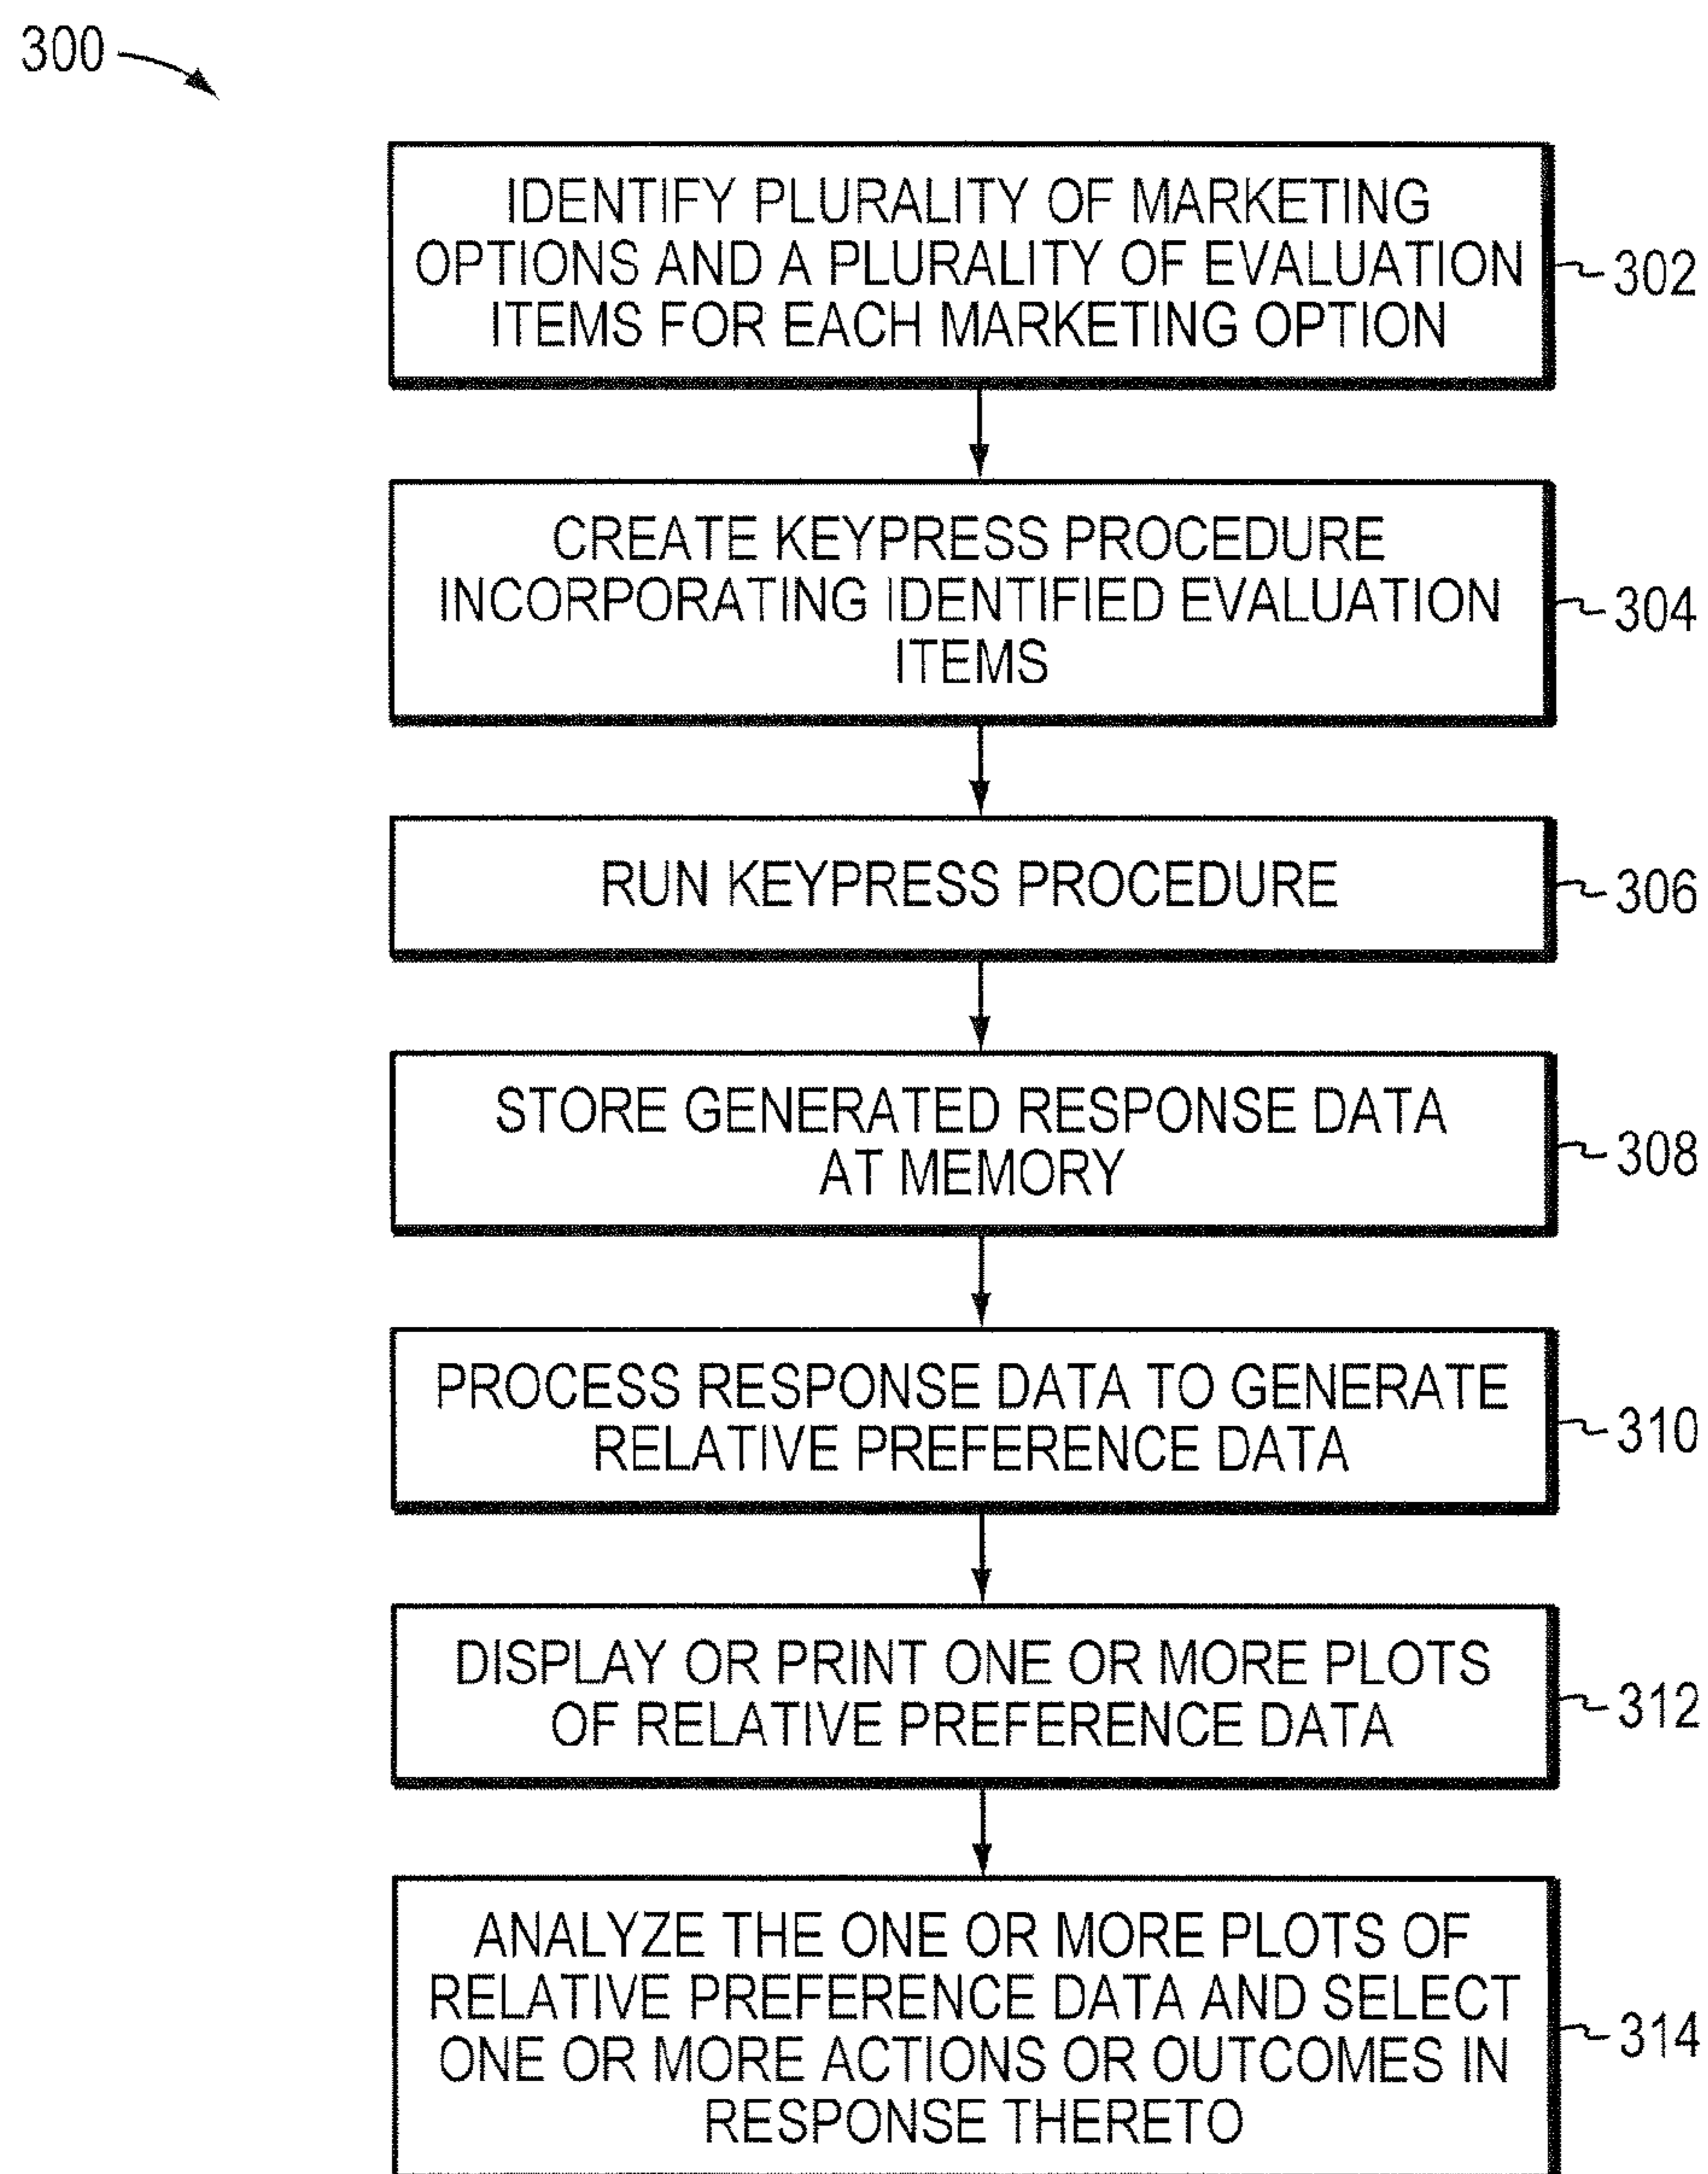 300
IDENTIFY PLURALITY OF MARKETING
OPTIONS AND A PLURALITY OF EVALUATION
ITEMS FOR EACH MARKETING OPTION
302
CREATE KEYPRESS PROCEDURE
INCORPORATING IDENTIFIED EVALUATION
ITEMS
304
RUN KEYPRESS PROCEDURE
306
STORE GENERATED RESPONSE DATA
AT MEMORY
308
PROCESS RESPONSE DATA TO GENERATE
RELATIVE PREFERENCE DATA
310
DISPLAY OR PRINT ONE OR MORE PLOTS
OF RELATIVE PREFERENCE DATA
312
ANALYZE THE ONE OR MORE PLOTS OF
RELATIVE PREFERENCE DATA AND SELECT
ONE OR MORE ACTIONS OR OUTCOMES IN
RESPONSE THERETO
314